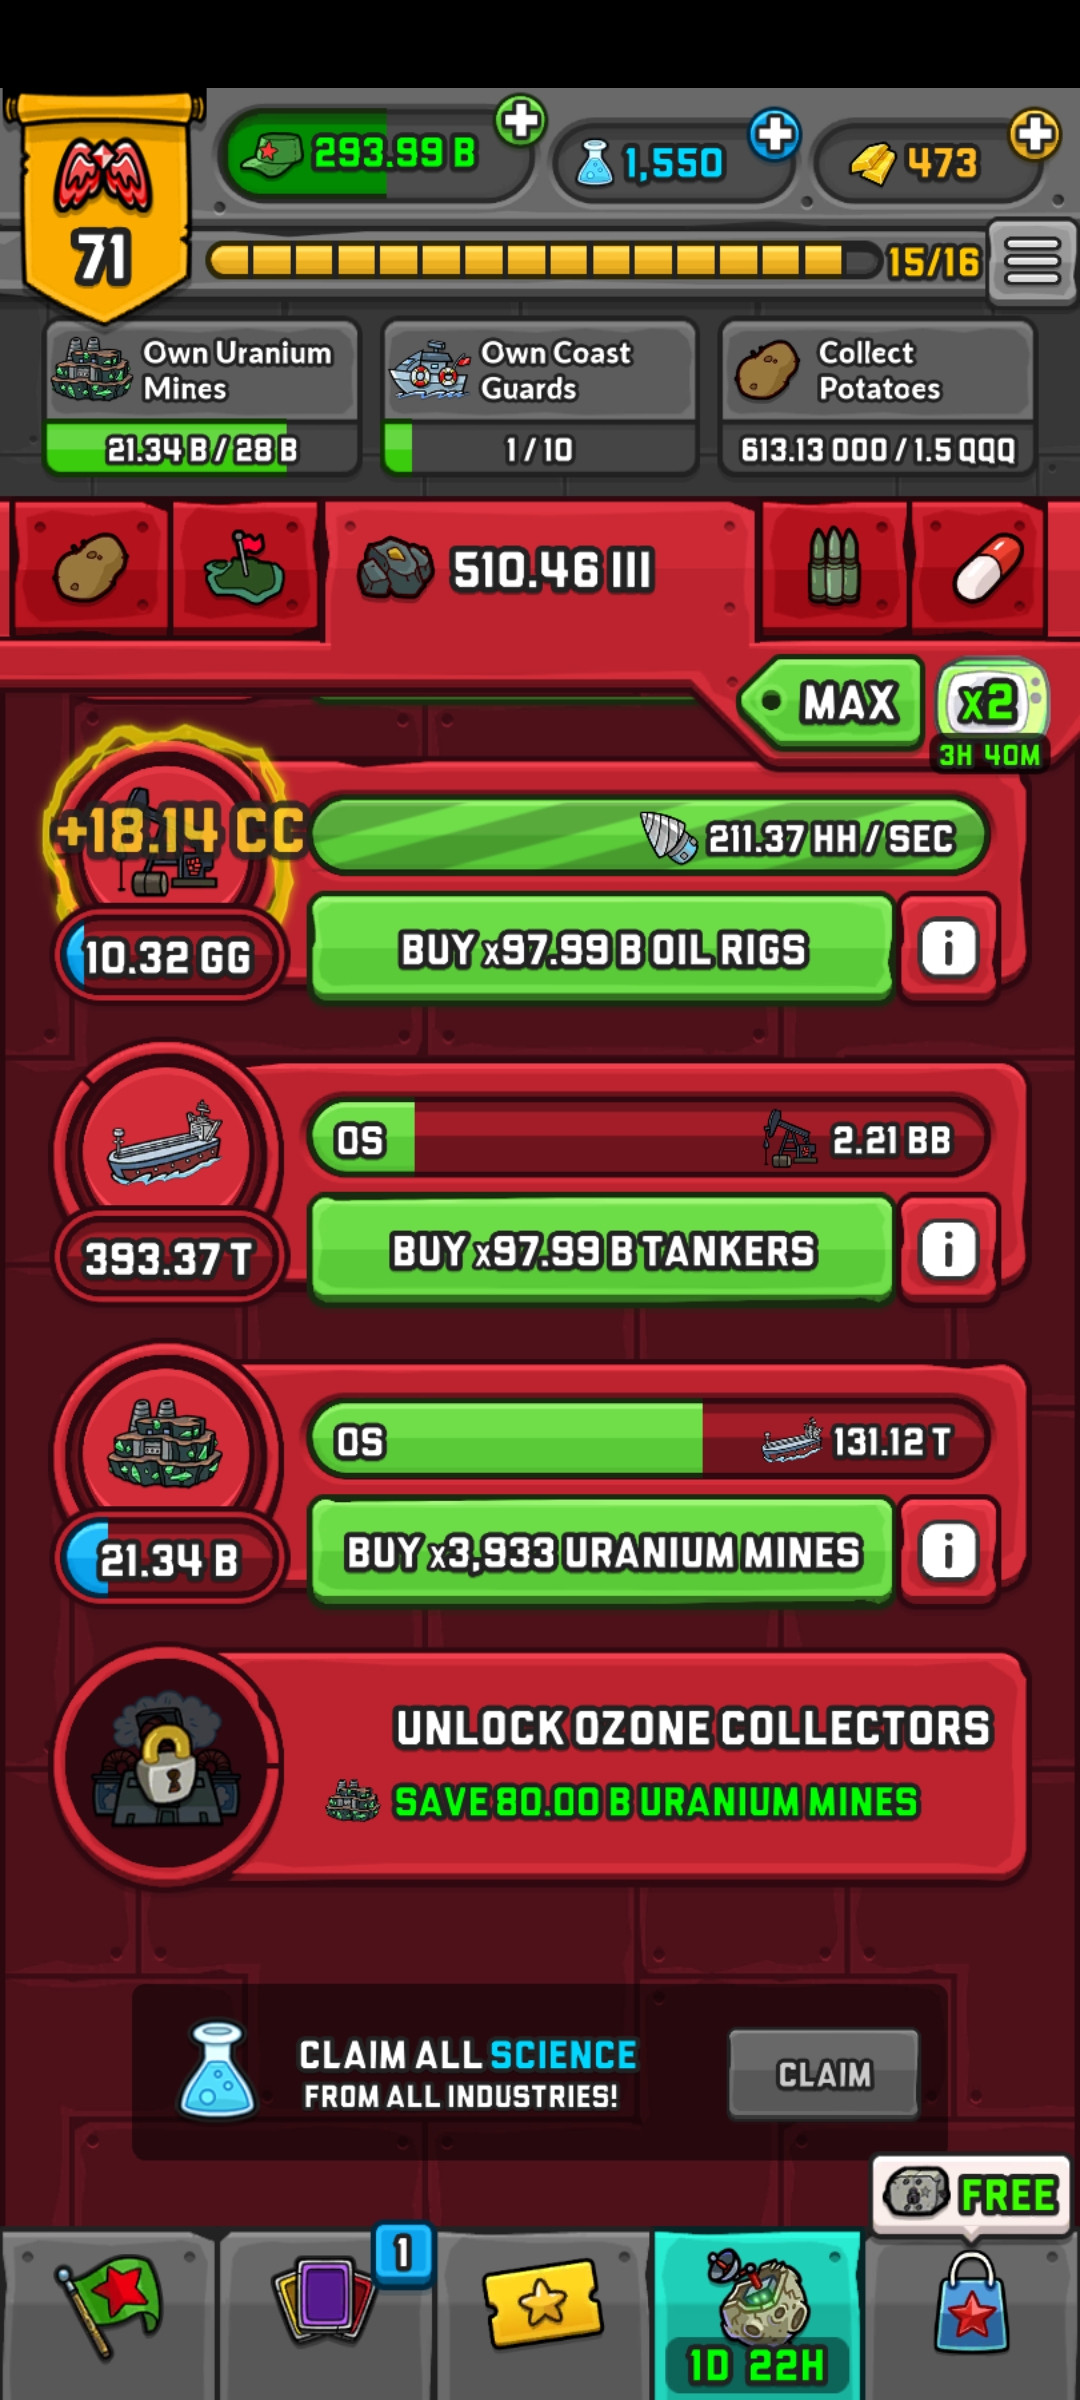 293.99 B
1,550
473
71
15/16
Own Uranium
Mines
21.34 B / 28 B
Own Coast
Guards
1 / 10
Collect
Potatoes
613.13 OOO / 1.5 QQQ
510.46 III
MAX
x2
3H 40M
+18.14 CC
211.37 HH / SEC
10.32 GG
BUY x97.99 B OIL RIGS
i
0S
2.21 BB
393.37 T
BUY x97.99 B TANKERS
i
0S
131.12 T
21.34 B
BUY x3,933 URANIUM MINES
i
UNLOCK OZONE COLLECTORS
SAVE 80.00 B URANIUM MINES
CLAIM ALL SCIENCE
FROM ALL INDUSTRIES!
CLAIM
FREE
1
1D 22H